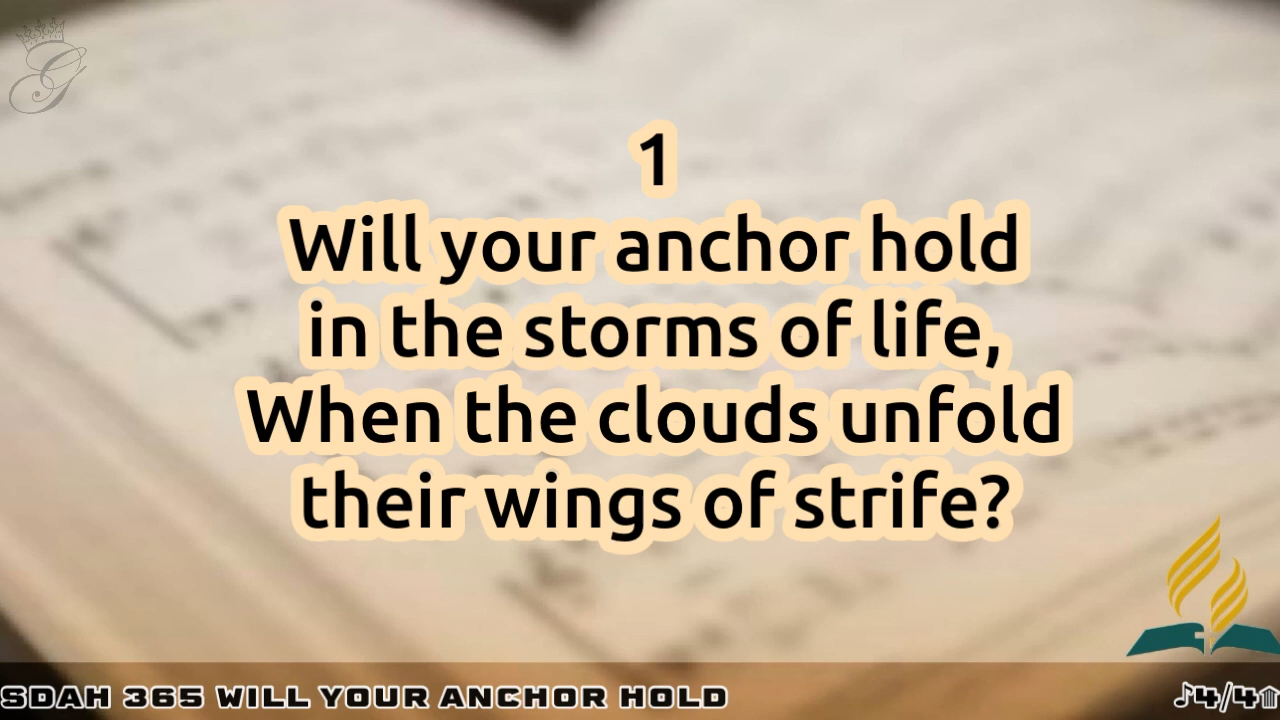 G
1
Will your anchor hold
in the storms of life,
When the clouds unfold
their wings of strife?
SDAH 365 WILL YOUR ANCHOR HOLD
♪4/4